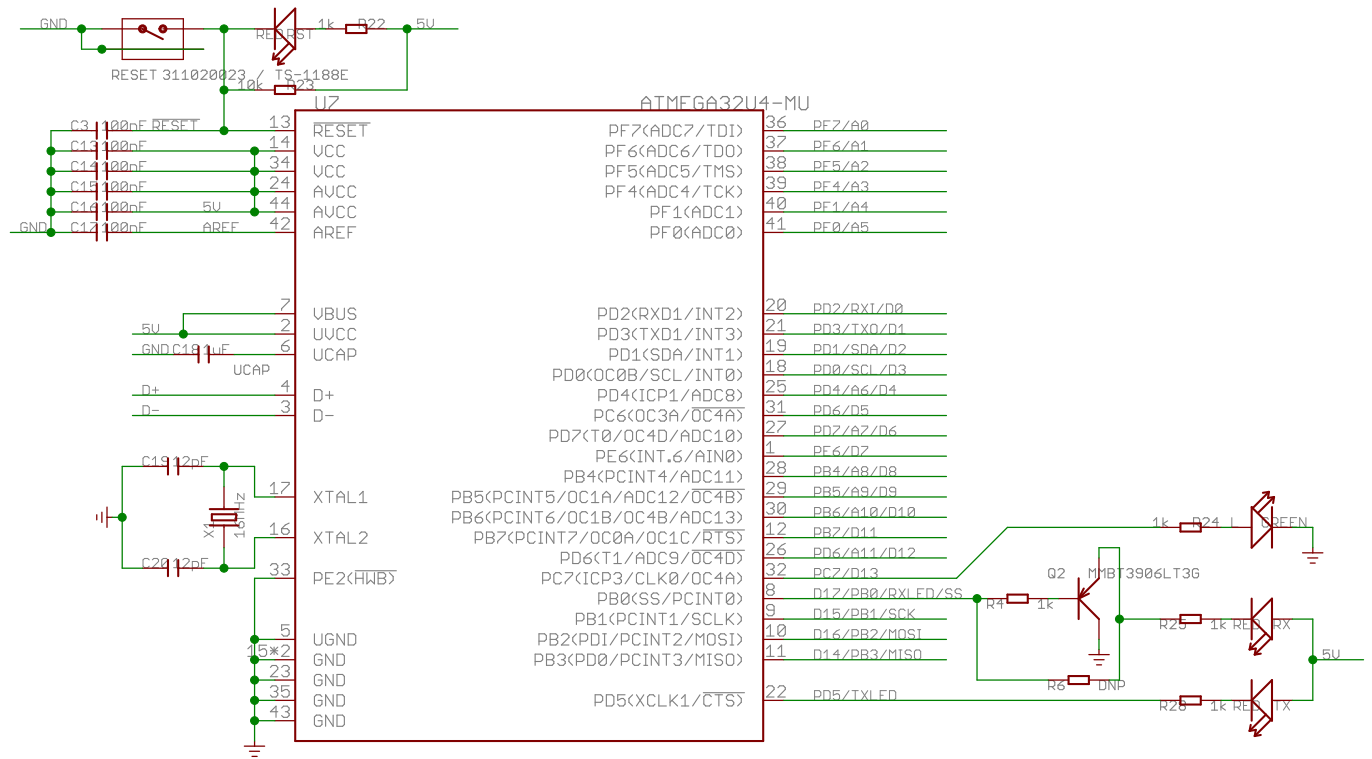 GND
RED RST
1k R22
5V
RESET 311020023 / TS-1188E
10k R23
U7
ATMEGA32U4-MU
C3 100nF RESET 13 RESET
C13 100nF 14 VCC
C14 100nF 34 VCC
C15 100nF 24 AVCC
C16 100nF 5V 44 AVCC
GND C17 100nF AREF 42 AREF
7 VBUS
5V 2 UVCC
GND C18 1uF 6 UCAP
UCAP
D+ 4 D+
D- 3 D-
C19 12pF
17 XTAL1
X1 16MHz
16 XTAL2
C20 12pF
33 PE2(HWB)
5 UGND
15*2 GND
23 GND
35 GND
43 GND
PF7(ADC7/TDI) 36 PF7/A0
PF6(ADC6/TDO) 37 PF6/A1
PF5(ADC5/TMS) 38 PF5/A2
PF4(ADC4/TCK) 39 PF4/A3
PF1(ADC1) 40 PF1/A4
PF0(ADC0) 41 PF0/A5
PD2(RXD1/INT2) 20 PD2/RXI/D0
PD3(TXD1/INT3) 21 PD3/TXO/D1
PD1(SDA/INT1) 19 PD1/SDA/D2
PD0(OC0B/SCL/INT0) 18 PD0/SCL/D3
PD4(ICP1/ADC8) 25 PD4/A6/D4
PC6(OC3A/OC4A) 31 PD6/D5
PD7(T0/OC4D/ADC10) 27 PD7/A7/D6
PE6(INT.6/AIN0) 1 PE6/D7
PB4(PCINT4/ADC11) 28 PB4/A8/D8
PB5(PCINT5/OC1A/ADC12/OC4B) 29 PB5/A9/D9
PB6(PCINT6/OC1B/OC4B/ADC13) 30 PB6/A10/D10
PB7(PCINT7/OC0A/OC1C/RTS) 12 PB7/D11
PD6(T1/ADC9/OC4D) 26 PD6/A11/D12
PC7(ICP3/CLK0/OC4A) 32 PC7/D13
PB0(SS/PCINT0) 8 D17/PB0/RXLED/SS
PB1(PCINT1/SCLK) 9 D15/PB1/SCK
PB2(PDI/PCINT2/MOSI) 10 D16/PB2/MOSI
PB3(PD0/PCINT3/MISO) 11 D14/PB3/MISO
PD5(XCLK1/CTS) 22 PD5/TXLED
1k R24 L GREEN
Q2 MMBT3906LT3G
R4 1k
R25 1k RED RX
5V
R6 DNP
1k RED TX